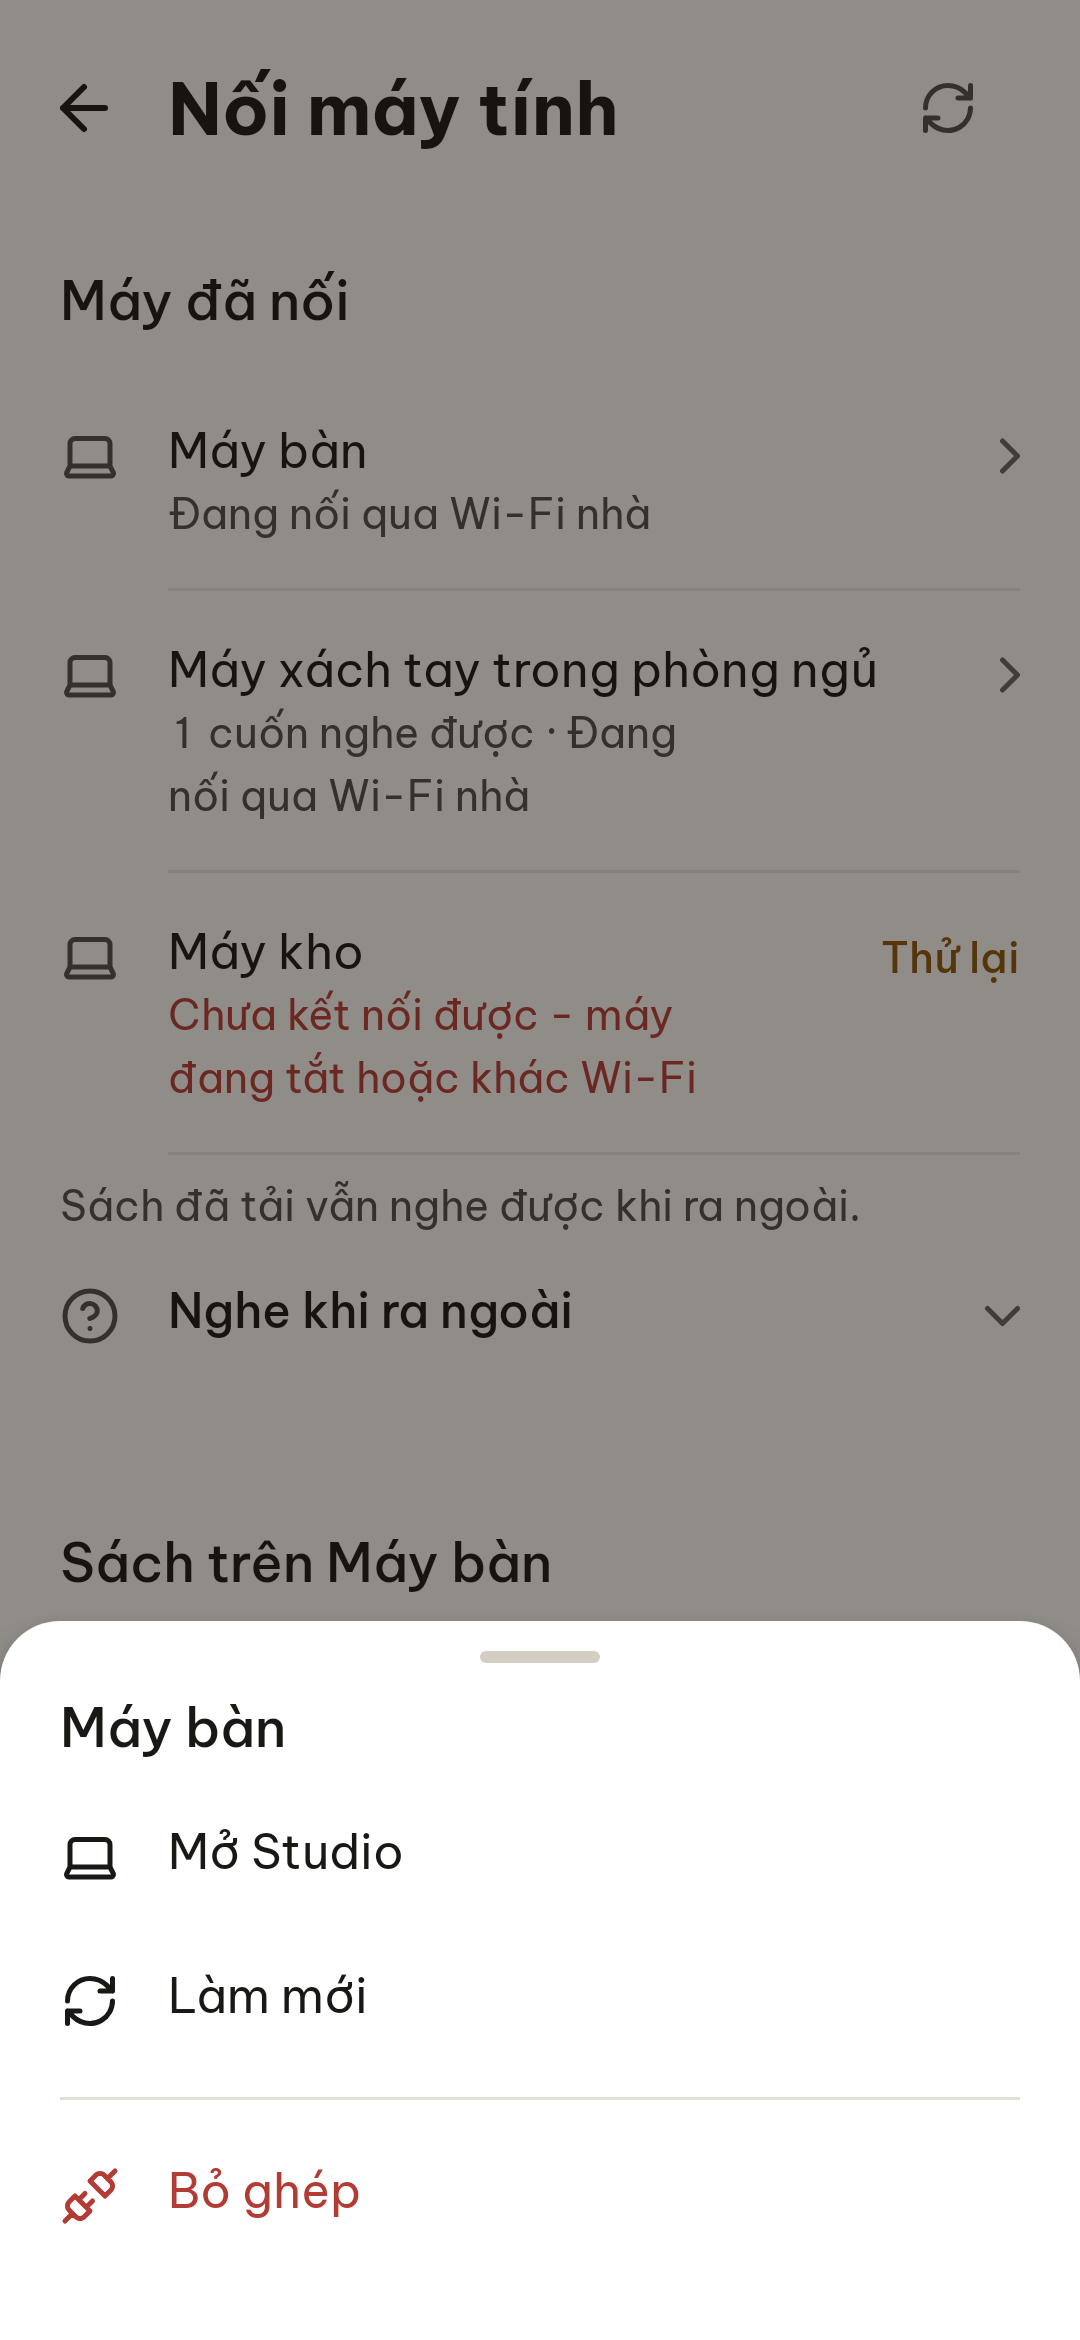 Nối máy tính
Máy đã nối
Máy bàn
Đang nối qua Wi-Fi nhà
Máy xách tay trong phòng ngủ
1 cuốn nghe được · Đang
nối qua Wi-Fi nhà
Máy kho
Thử lại
Chưa kết nối được - máy
đang tắt hoặc khác Wi-Fi
Sách đã tải vẫn nghe được khi ra ngoài.
Nghe khi ra ngoài
Sách trên Máy bàn
Máy bàn
Mở Studio
Làm mới
Bỏ ghép